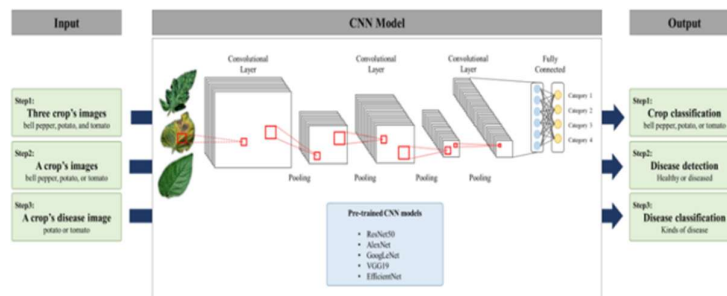 Input
CNN Model
Output
Step1:
Three crop's images
bell pepper, potato, and tomato
Step2:
A crop's images
bell pepper, potato, or tomato
Step3:
A crop's disease image
potato or tomato
Convolutional
Layer
Convolutional
Layer
Convolutional
Layer
Fully
Connected
Category 1
Category 2
Category 3
Category 4
Pooling
Pooling
Pooling
Pooling
Pre-trained CNN models
• ResNet50
• AlexNet
• GoogLeNet
• VGG19
• EfficientNet
Step1:
Crop classification
bell pepper, potato, or tomato
Step2:
Disease detection
Healthy or diseased
Step3:
Disease classification
Kinds of disease